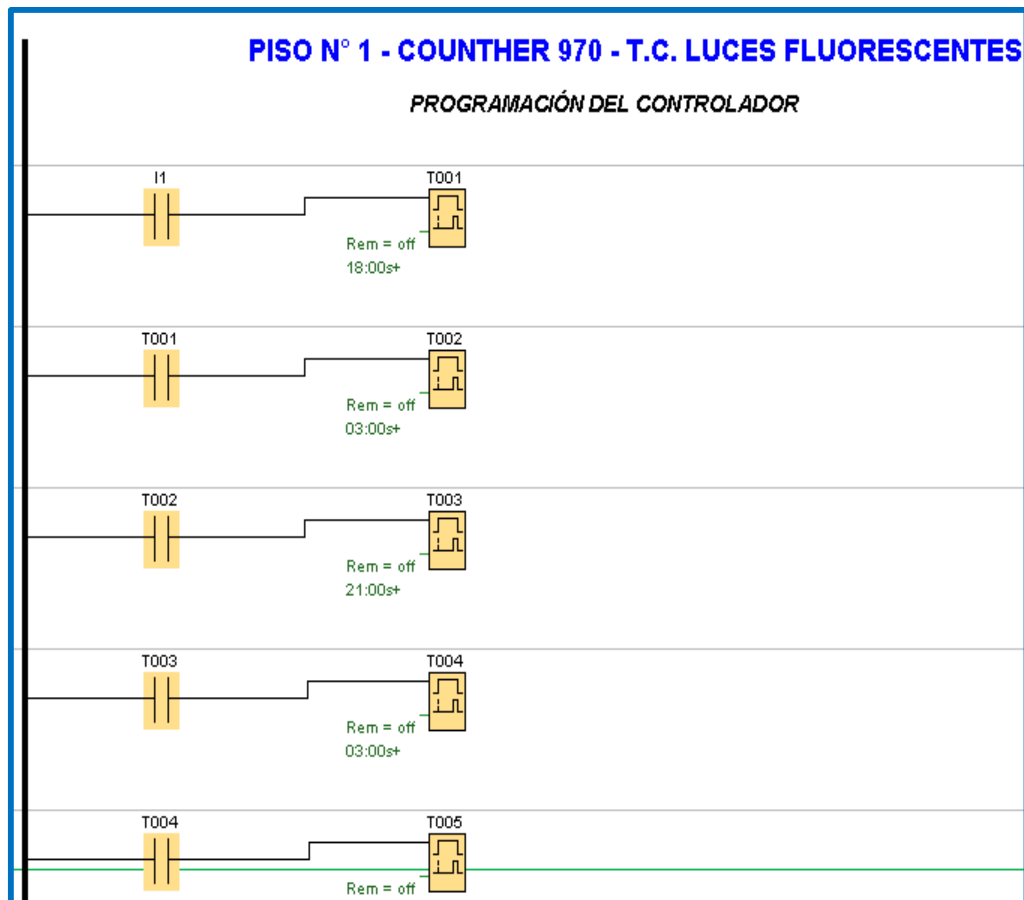 PISO N° 1 - COUNTHER 970 - T.C. LUCES FLUORESCENTES
PROGRAMACIÓN DEL CONTROLADOR
I1 T001
Rem = off
18:00s+
T001 T002
Rem = off
03:00s+
T002 T003
Rem = off
21:00s+
T003 T004
Rem = off
03:00s+
T004 T005
Rem = off